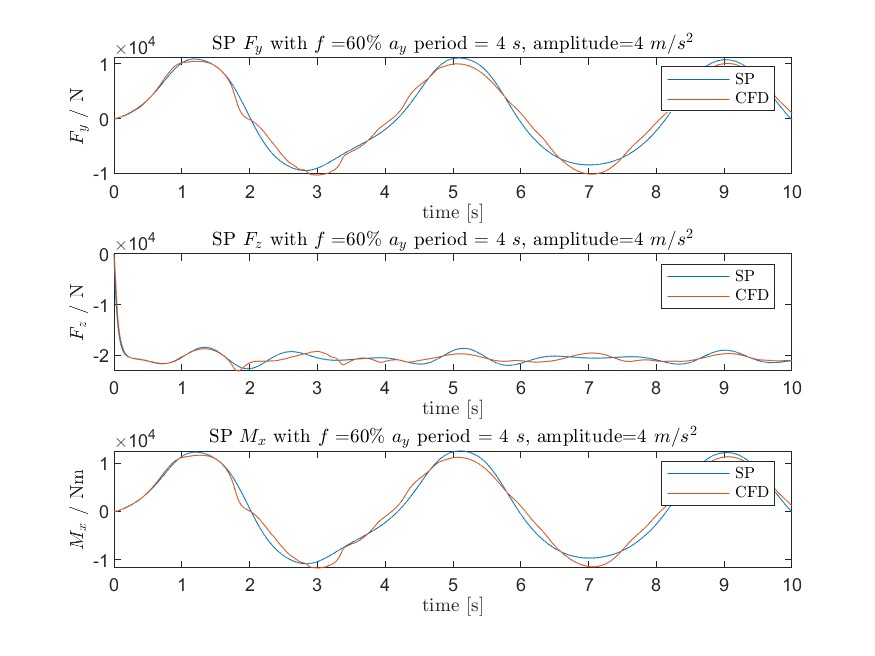 SP F_y with f =60% a_y period = 4 s, amplitude=4 m/s^2
×10^4
1
0
-1
F_y / N
SP
CFD
0 1 2 3 4 5 6 7 8 9 10
time [s]
SP F_z with f =60% a_y period = 4 s, amplitude=4 m/s^2
×10^4
0
-1
-2
F_z / N
SP
CFD
0 1 2 3 4 5 6 7 8 9 10
time [s]
SP M_x with f =60% a_y period = 4 s, amplitude=4 m/s^2
×10^4
1
0
-1
M_x / Nm
SP
CFD
0 1 2 3 4 5 6 7 8 9 10
time [s]